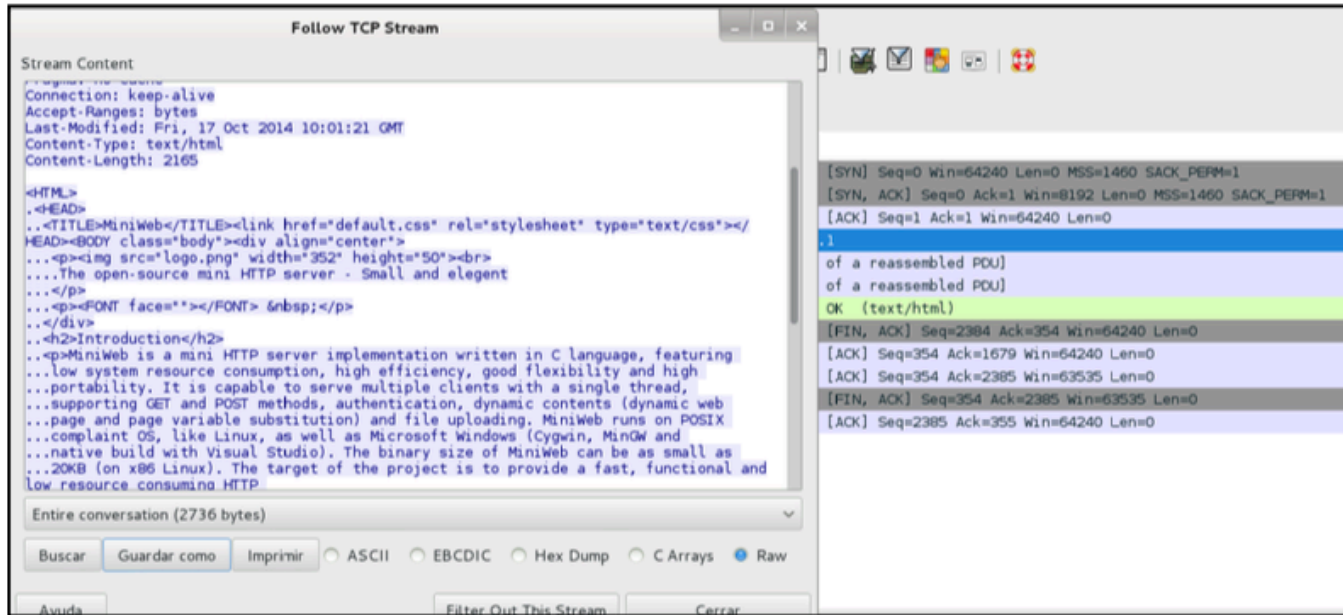 Follow TCP Stream
Stream Content
Pragma: no-cache
Connection: keep-alive
Accept-Ranges: bytes
Last-Modified: Fri, 17 Oct 2014 10:01:21 GMT
Content-Type: text/html
Content-Length: 2165
<HTML>
.<HEAD>
..<TITLE>MiniWeb</TITLE><link href="default.css" rel="stylesheet" type="text/css"></
HEAD><BODY class="body"><div align="center">
...<p><img src="logo.png" width="352" height="50"><br>
....The open-source mini HTTP server - Small and elegent
...</p>
...<p><FONT face=""></FONT> &nbsp;</p>
..</div>
..<h2>Introduction</h2>
..<p>MiniWeb is a mini HTTP server implementation written in C language, featuring
...low system resource consumption, high efficiency, good flexibility and high
...portability. It is capable to serve multiple clients with a single thread,
...supporting GET and POST methods, authentication, dynamic contents (dynamic web
...page and page variable substitution) and file uploading. MiniWeb runs on POSIX
...complaint OS, like Linux, as well as Microsoft Windows (Cygwin, MinGW and
...native build with Visual Studio). The binary size of MiniWeb can be as small as
...20KB (on x86 Linux). The target of the project is to provide a fast, functional and
low resource consuming HTTP
Entire conversation (2736 bytes)
Buscar Guardar como Imprimir ASCII EBCDIC Hex Dump C Arrays Raw
Ayuda Filter Out This Stream Cerrar
[SYN] Seq=0 Win=64240 Len=0 MSS=1460 SACK_PERM=1
[SYN, ACK] Seq=0 Ack=1 Win=8192 Len=0 MSS=1460 SACK_PERM=1
[ACK] Seq=1 Ack=1 Win=64240 Len=0
.1
of a reassembled PDU]
of a reassembled PDU]
OK (text/html)
[FIN, ACK] Seq=2384 Ack=354 Win=64240 Len=0
[ACK] Seq=354 Ack=1679 Win=64240 Len=0
[ACK] Seq=354 Ack=2385 Win=63535 Len=0
[FIN, ACK] Seq=354 Ack=2385 Win=63535 Len=0
[ACK] Seq=2385 Ack=355 Win=64240 Len=0